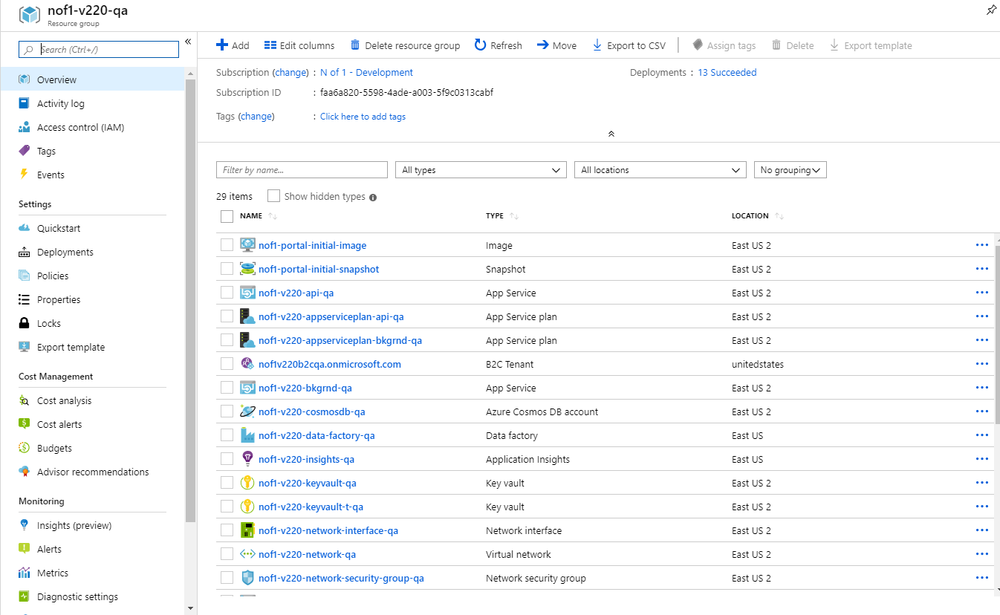 nof1-v220-qa
Resource group
Search (Ctrl+/)
«
Overview
Activity log
Access control (IAM)
Tags
Events
Settings
Quickstart
Deployments
Policies
Properties
Locks
Export template
Cost Management
Cost analysis
Cost alerts
Budgets
Advisor recommendations
Monitoring
Insights (preview)
Alerts
Metrics
Diagnostic settings
Add Edit columns Delete resource group Refresh Move Export to CSV Assign tags Delete Export template
Subscription (change) : N of 1 - Development Deployments : 13 Succeeded
Subscription ID : faa6a820-5598-4ade-a003-5f9c0313cabf
Tags (change) : Click here to add tags
Filter by name... All types All locations No grouping
29 items Show hidden types
NAME TYPE LOCATION
nof1-portal-initial-image Image East US 2
nof1-portal-initial-snapshot Snapshot East US 2
nof1-v220-api-qa App Service East US 2
nof1-v220-appserviceplan-api-qa App Service plan East US 2
nof1-v220-appserviceplan-bkgrnd-qa App Service plan East US 2
nof1v220b2cqa.onmicrosoft.com B2C Tenant unitedstates
nof1-v220-bkgrnd-qa App Service East US 2
nof1-v220-cosmosdb-qa Azure Cosmos DB account East US 2
nof1-v220-data-factory-qa Data factory East US
nof1-v220-insights-qa Application Insights East US
nof1-v220-keyvault-qa Key vault East US 2
nof1-v220-keyvault-t-qa Key vault East US 2
nof1-v220-network-interface-qa Network interface East US 2
nof1-v220-network-qa Virtual network East US 2
nof1-v220-network-security-group-qa Network security group East US 2